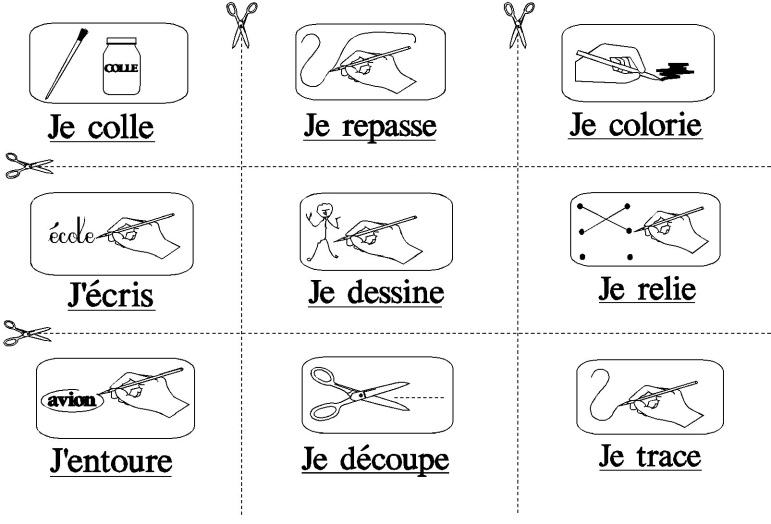 COLLE
Je colle
Je repasse
Je colorie
école
J'écris
Je dessine
Je relie
avion
J'entoure
Je découpe
Je trace